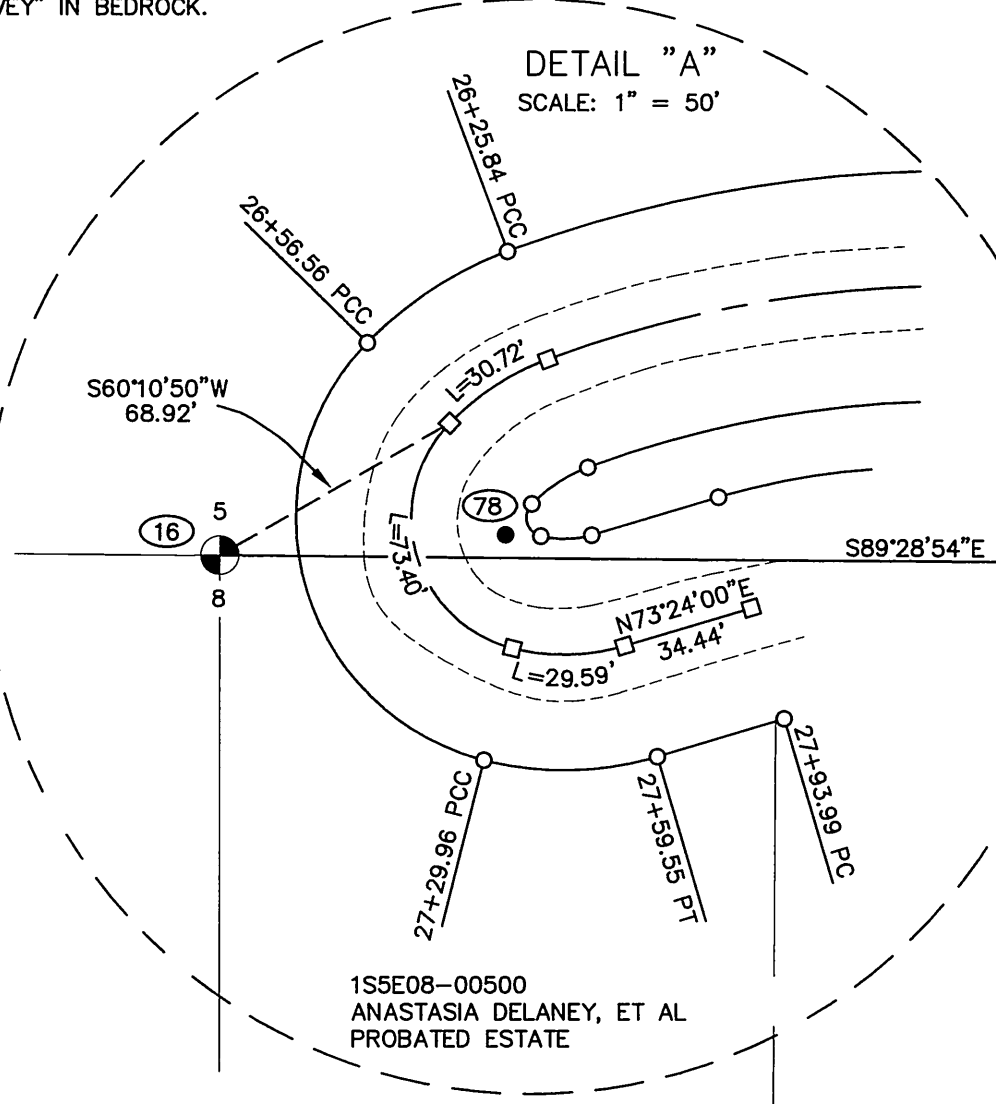 VEY" IN BEDROCK.
DETAIL "A"
SCALE: 1" = 50'
26+25.84 PCC
26+56.56 PCC
S60°10'50"W
68.92'
L=30.72'
16
5
8
78
L=73.40'
S89°28'54"E
N73°24'00"E
34.44'
L=29.59'
27+29.96 PCC
27+59.55 PT
27+93.99 PC
1S5E08-00500
ANASTASIA DELANEY, ET AL
PROBATED ESTATE